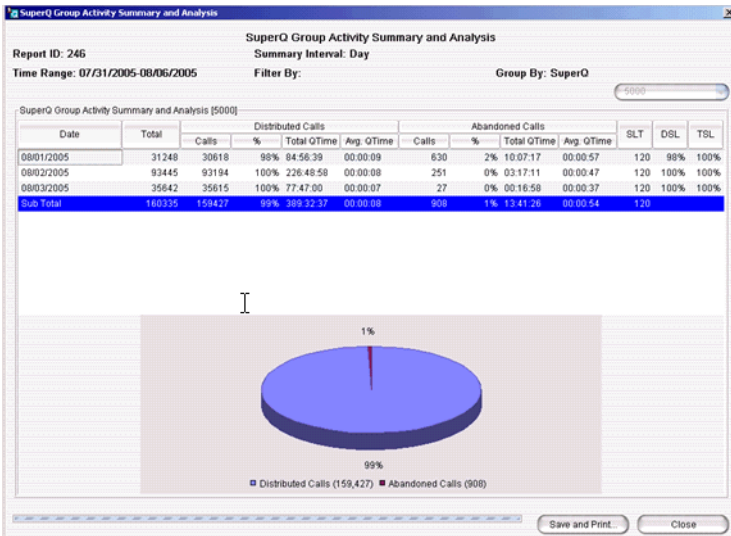 SuperQ Group Activity Summary and Analysis
SuperQ Group Activity Summary and Analysis
Report ID: 246 Summary Interval: Day
Time Range: 07/31/2005-08/06/2005 Filter By: Group By: SuperQ
5000
SuperQ Group Activity Summary and Analysis [5000]
Date Total Distributed Calls Abandoned Calls SLT DSL TSL
Calls % Total QTime Avg. QTime Calls % Total QTime Avg. QTime
08/01/2005 31248 30618 98% 84:56:39 00:00:09 630 2% 10:07:17 00:00:57 120 98% 100%
08/02/2005 93445 93194 100% 226:48:58 00:00:08 251 0% 03:17:11 00:00:47 120 100% 100%
08/03/2005 35642 35615 100% 77:47:00 00:00:07 27 0% 00:16:58 00:00:37 120 100% 100%
Sub Total 160335 159427 99% 389:32:37 00:00:08 908 1% 13:41:26 00:00:54 120
1%
99%
Distributed Calls (159,427) Abandoned Calls (908)
Save and Print... Close